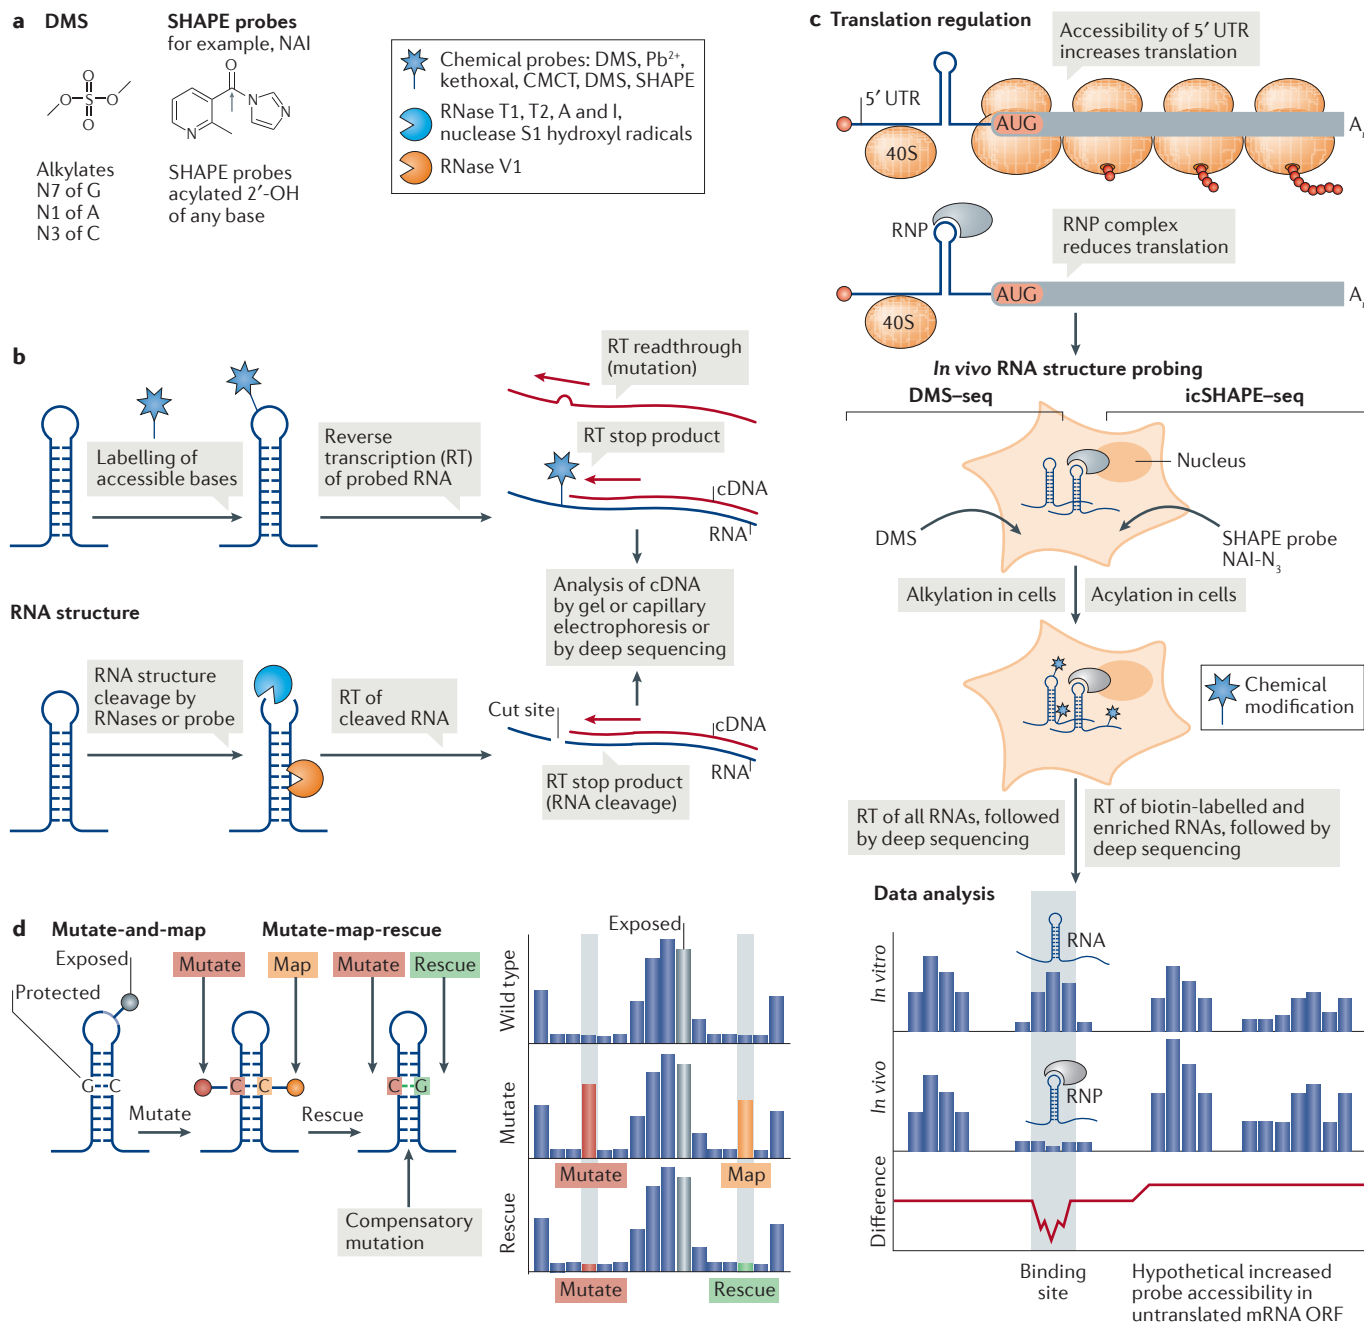 a DMS
SHAPE probes
for example, NAI
O
O
S
O
O
O
N
N
N
Alkylates
N7 of G
N1 of A
N3 of C
SHAPE probes
acylated 2′-OH
of any base
Chemical probes: DMS, Pb²⁺,
kethoxal, CMCT, DMS, SHAPE
RNase T1, T2, A and I,
nuclease S1 hydroxyl radicals
RNase V1
b
Labelling of
accessible bases
Reverse
transcription (RT)
of probed RNA
RT readthrough
(mutation)
RT stop product
cDNA
RNA
Analysis of cDNA
by gel or capillary
electrophoresis or
by deep sequencing
RNA structure
RNA structure
cleavage by
RNases or probe
RT of
cleaved RNA
Cut site
cDNA
RNA
RT stop product
(RNA cleavage)
c Translation regulation
Accessibility of 5′ UTR
increases translation
5′ UTR
AUG
40S
RNP
RNP complex
reduces translation
AUG
40S
In vivo RNA structure probing
DMS–seq
icSHAPE–seq
Nucleus
DMS
SHAPE probe
NAI-N₃
Alkylation in cells
Acylation in cells
Chemical
modification
RT of all RNAs, followed
by deep sequencing
RT of biotin-labelled and
enriched RNAs, followed by
deep sequencing
Data analysis
In vitro
RNA
In vivo
RNP
Difference
Binding
site
Hypothetical increased
probe accessibility in
untranslated mRNA ORF
d Mutate-and-map
Mutate-map-rescue
Exposed
Protected
Mutate
Map
Mutate
Rescue
G C
C C
C G
Mutate
Rescue
Compensatory
mutation
Exposed
Wild type
Mutate
Mutate
Map
Rescue
Mutate
Rescue